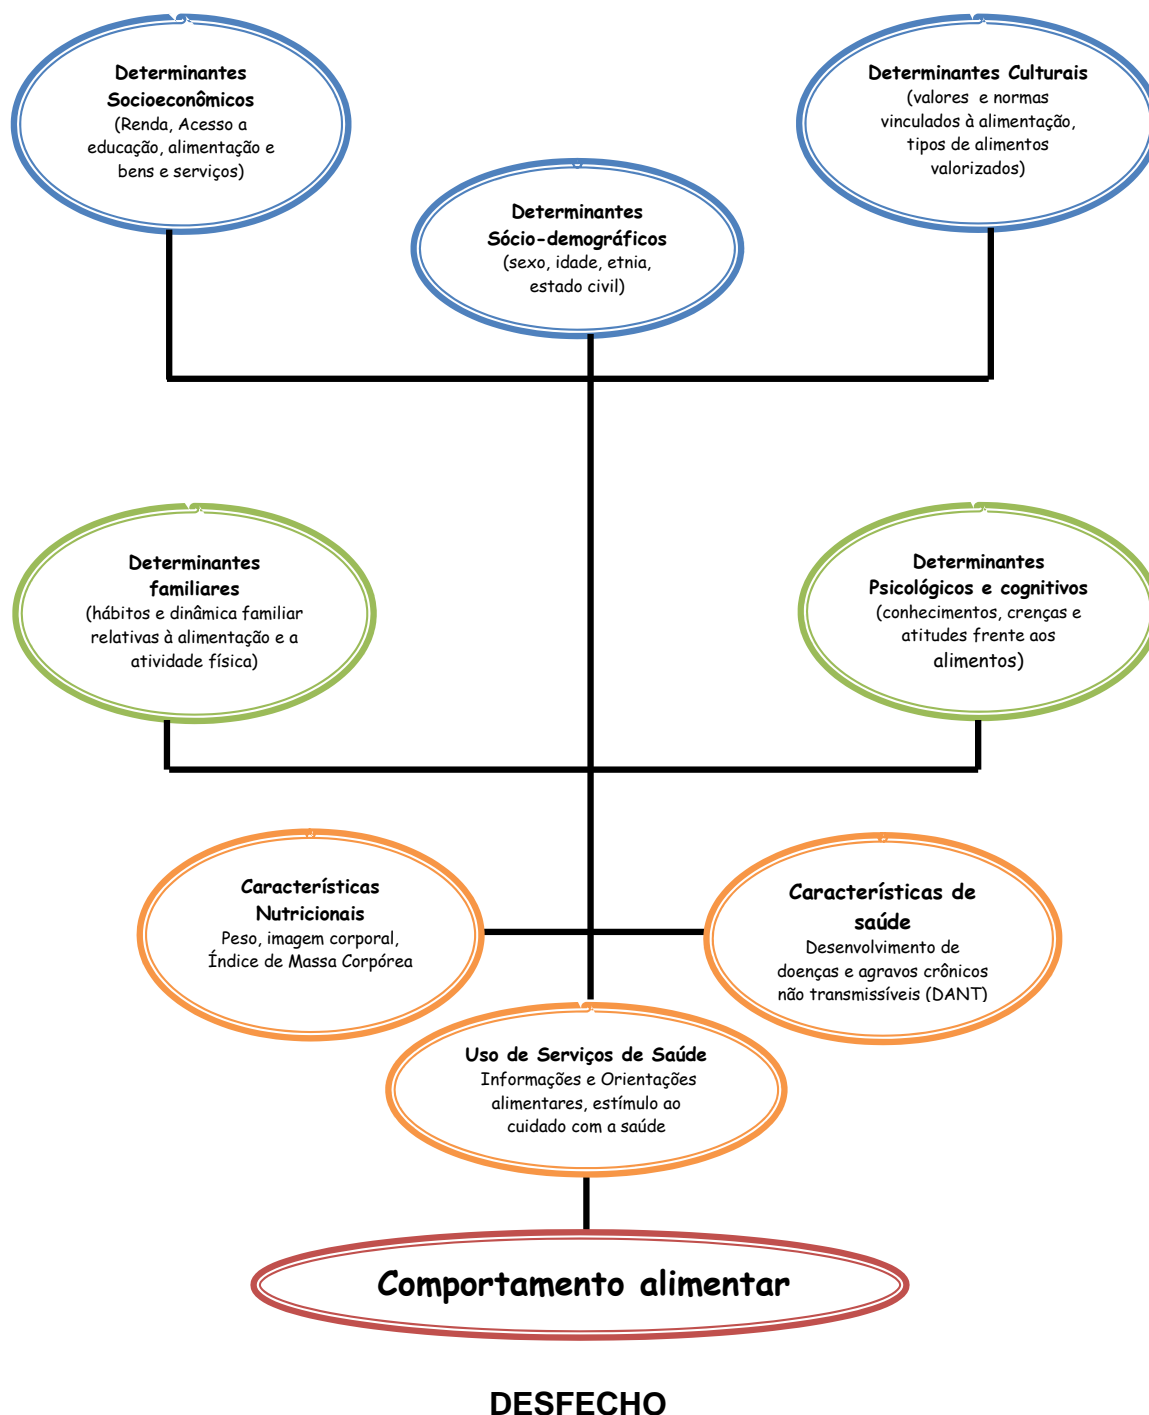 Determinantes
Socioeconômicos
(Renda, Acesso a
educação, alimentação e
bens e serviços)
Determinantes Culturais
(valores e normas
vinculados à alimentação,
tipos de alimentos
valorizados)
Determinantes
Sócio-demográficos
(sexo, idade, etnia,
estado civil)
Determinantes
familiares
(hábitos e dinâmica familiar
relativas à alimentação e a
atividade física)
Determinantes
Psicológicos e cognitivos
(conhecimentos, crenças e
atitudes frente aos
alimentos)
Características
Nutricionais
Peso, imagem corporal,
Índice de Massa Corpórea
Características de
saúde
Desenvolvimento de
doenças e agravos crônicos
não transmissíveis (DANT)
Uso de Serviços de Saúde
Informações e Orientações
alimentares, estímulo ao
cuidado com a saúde
Comportamento alimentar
DESFECHO